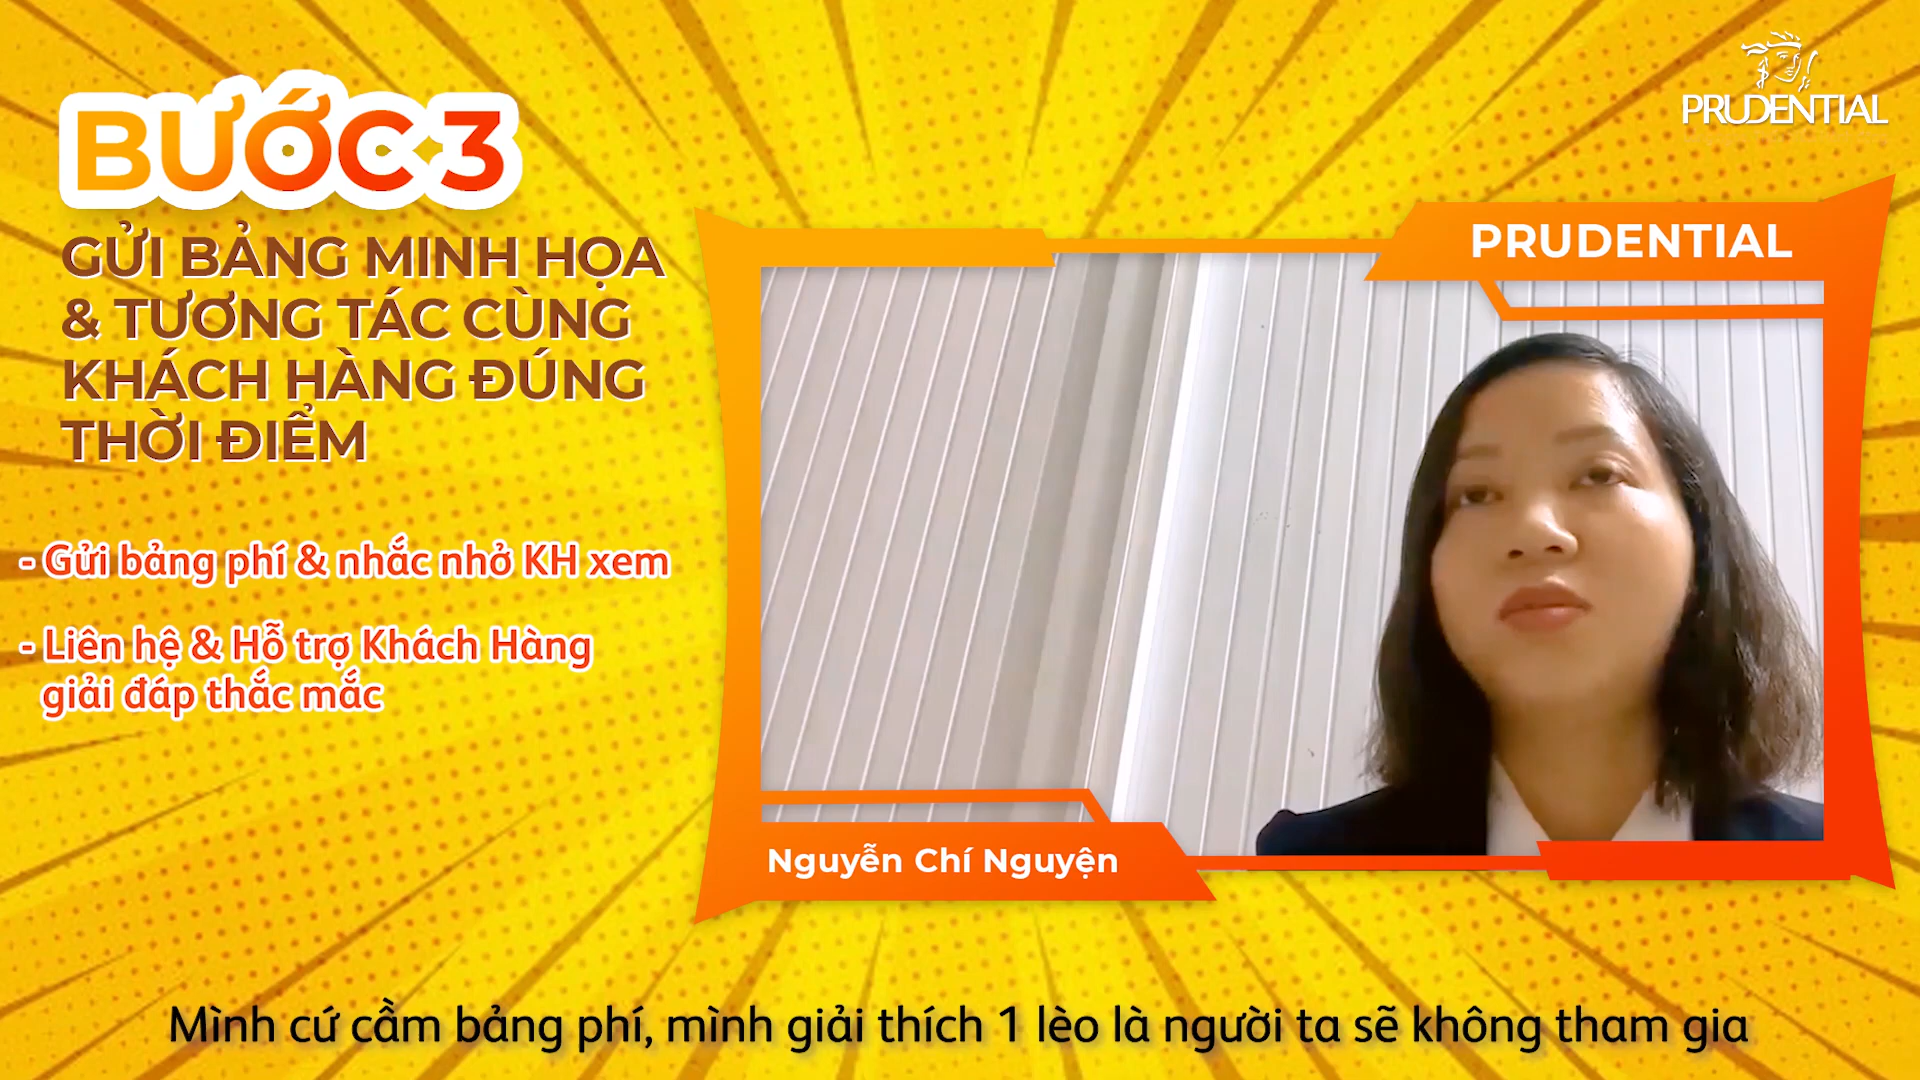 BƯỚC 3
GỬI BẢNG MINH HỌA
& TƯƠNG TÁC CÙNG
KHÁCH HÀNG ĐÚNG
THỜI ĐIỂM
- Gửi bảng phí & nhắc nhở KH xem
- Liên hệ & Hỗ trợ Khách Hàng
giải đáp thắc mắc
PRUDENTIAL
PRUDENTIAL
Nguyễn Chí Nguyện
Mình cứ cầm bảng phí, mình giải thích 1 lèo là người ta sẽ không tham gia